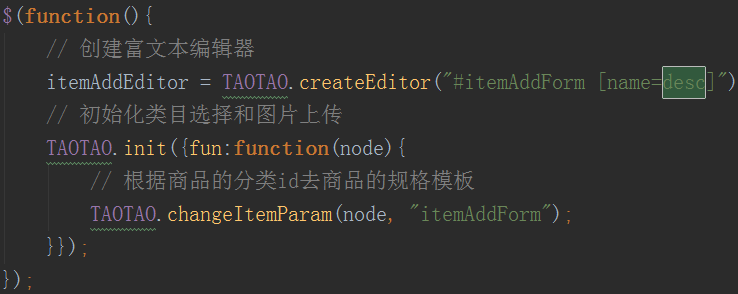 $(function(){
// 创建富文本编辑器
itemAddEditor = TAOTAO.createEditor("#itemAddForm [name=desc]")
// 初始化类目选择和图片上传
TAOTAO.init({fun:function(node){
// 根据商品的分类id去商品的规格模板
TAOTAO.changeItemParam(node, "itemAddForm");
}});
});